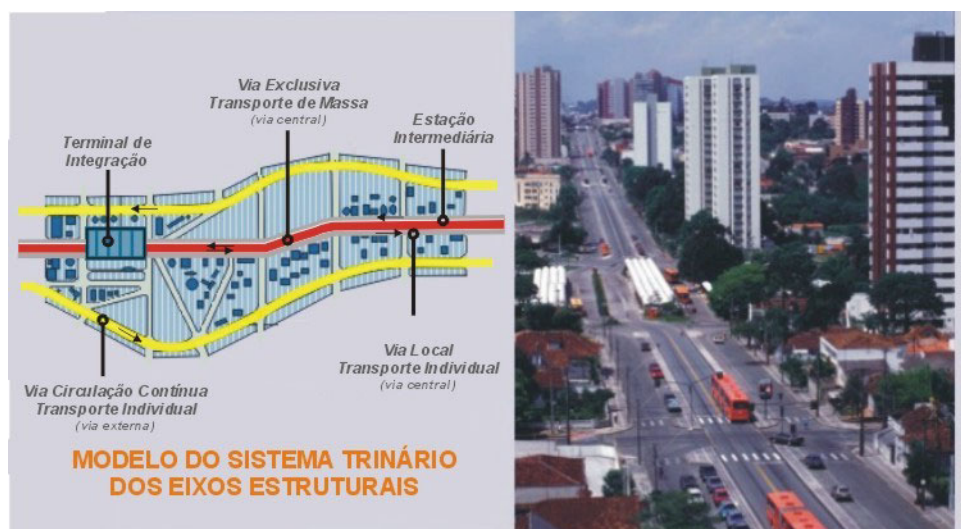 Via Exclusiva
Transporte de Massa
(via central)
Estação
Intermediária
Terminal de
Integração
Via Local
Transporte Individual
(via central)
Via Circulação Contínua
Transporte Individual
(via externa)
MODELO DO SISTEMA TRINÁRIO
DOS EIXOS ESTRUTURAIS